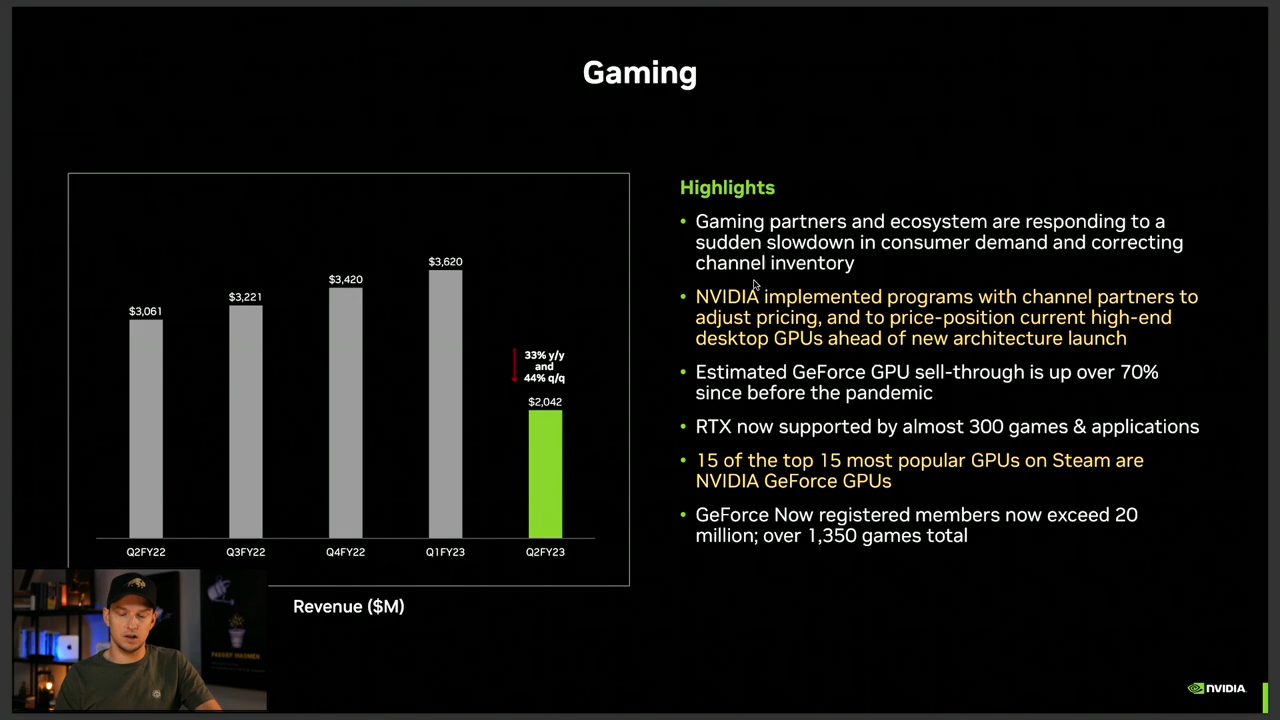 Gaming
$3,061
$3,221
$3,420
$3,620
33% y/y
and
44% q/q
$2,042
Q2FY22
Q3FY22
Q4FY22
Q1FY23
Q2FY23
Revenue ($M)
Highlights
• Gaming partners and ecosystem are responding to a
sudden slowdown in consumer demand and correcting
channel inventory
• NVIDIA implemented programs with channel partners to
adjust pricing, and to price-position current high-end
desktop GPUs ahead of new architecture launch
• Estimated GeForce GPU sell-through is up over 70%
since before the pandemic
• RTX now supported by almost 300 games & applications
• 15 of the top 15 most popular GPUs on Steam are
NVIDIA GeForce GPUs
• GeForce Now registered members now exceed 20
million; over 1,350 games total
PASSIEF INKOMEN
NVIDIA.